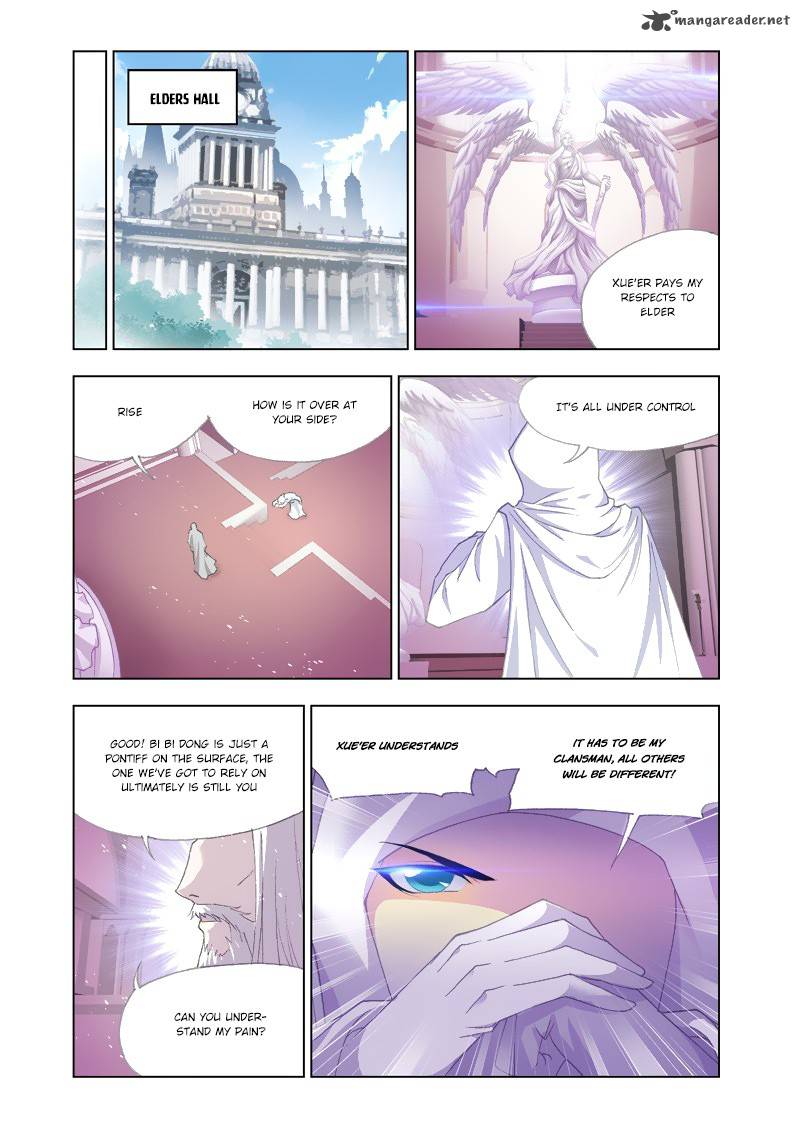 mangareader.net
ELDERS HALL
XUE'ER PAYS MY
RESPECTS TO
ELDER
RISE
HOW IS IT OVER AT
YOUR SIDE?
IT'S ALL UNDER CONTROL
GOOD! BI BI DONG IS JUST A
PONTIFF ON THE SURFACE, THE
ONE WE'VE GOT TO RELY ON
ULTIMATELY IS STILL YOU
CAN YOU UNDER-
STAND MY PAIN?
XUE'ER UNDERSTANDS
IT HAS TO BE MY
CLANSMAN, ALL OTHERS
WILL BE DIFFERENT!